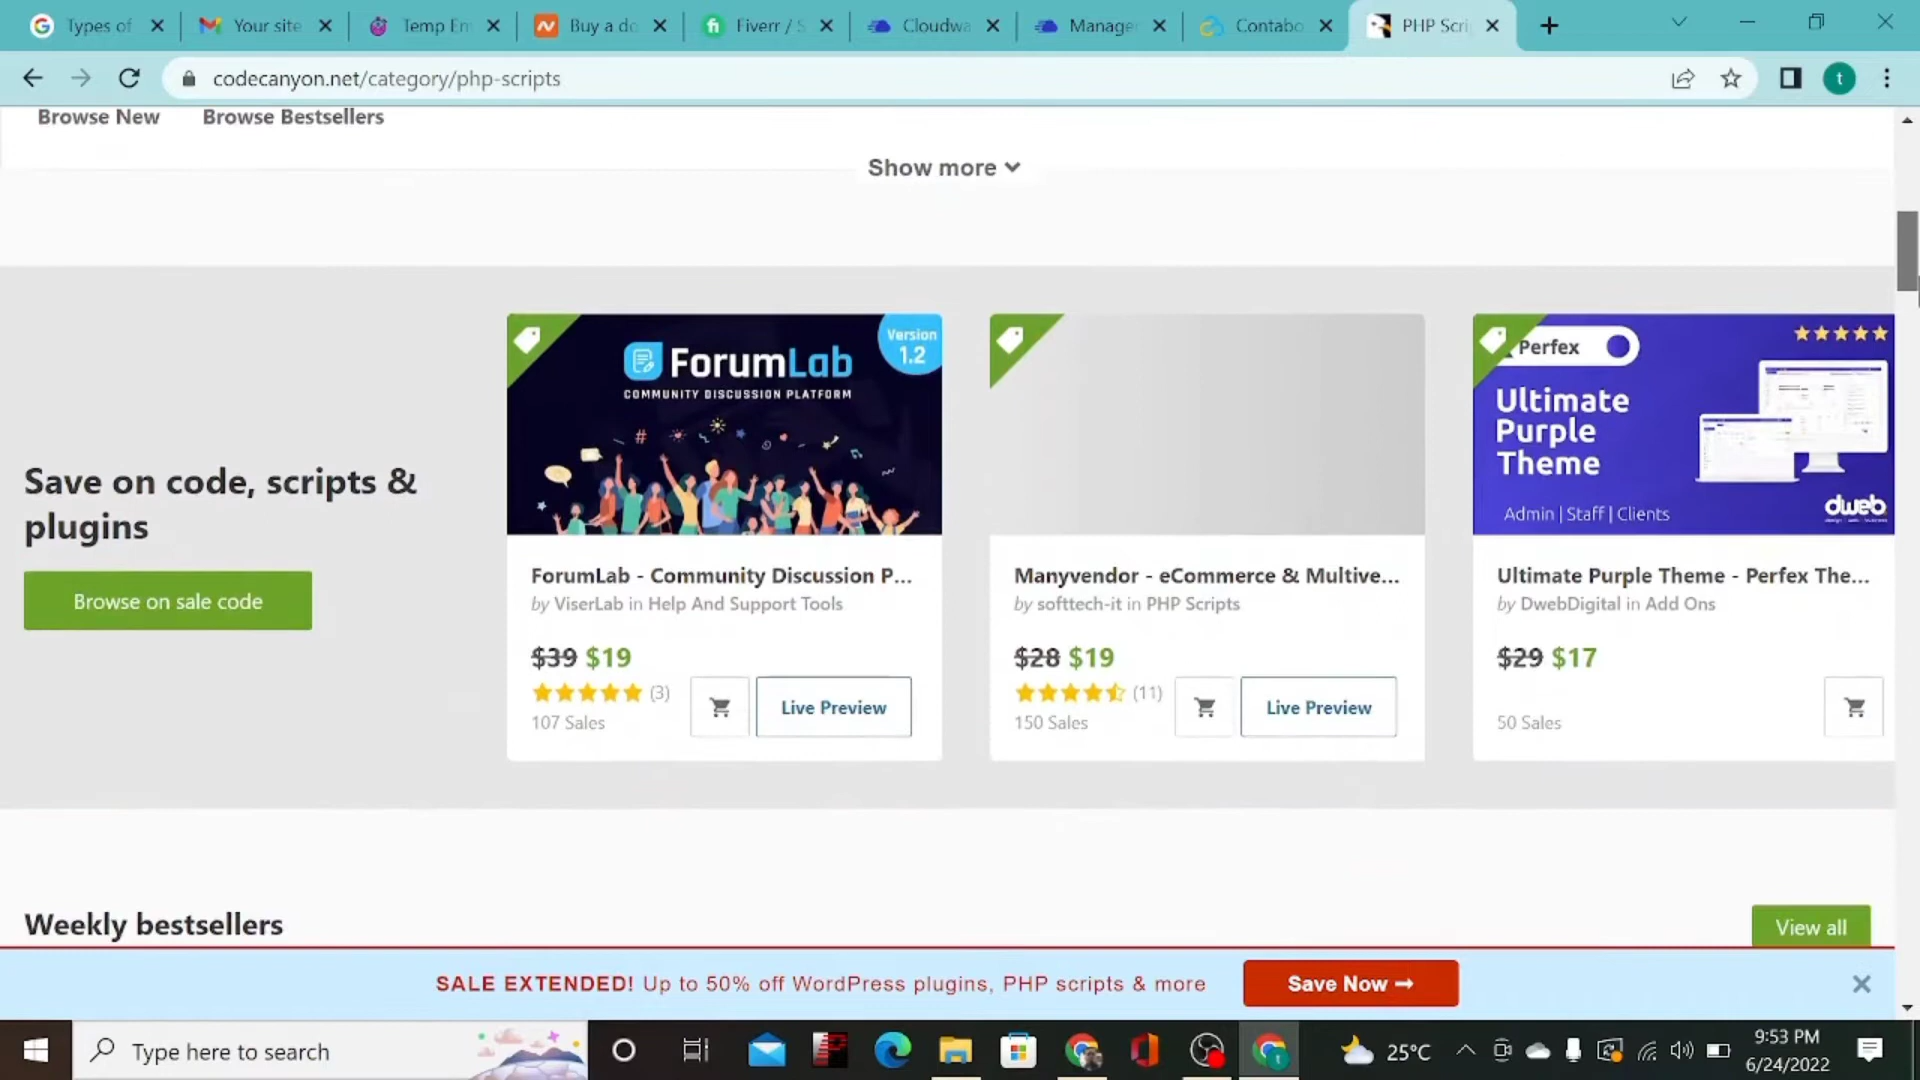 Types of
Your site
Temp Em
Buy a do
Fiverr / S
Cloudwa
Manager
Contabo
PHP Scri
codecanyon.net/category/php-scripts
t
Browse New
Browse Bestsellers
Show more
Save on code, scripts &
plugins
Browse on sale code
ForumLab
COMMUNITY DISCUSSION PLATFORM
Version
1.2
ForumLab - Community Discussion P...
by ViserLab in Help And Support Tools
$39 $19
(3)
107 Sales
Live Preview
Manyvendor - eCommerce & Multive...
by softtech-it in PHP Scripts
$28 $19
(11)
150 Sales
Live Preview
Perfex
Ultimate
Purple
Theme
Admin | Staff | Clients
dweb
Ultimate Purple Theme - Perfex The...
by DwebDigital in Add Ons
$29 $17
50 Sales
Weekly bestsellers
View all
SALE EXTENDED! Up to 50% off WordPress plugins, PHP scripts & more
Save Now
Type here to search
25°C
9:53 PM
6/24/2022